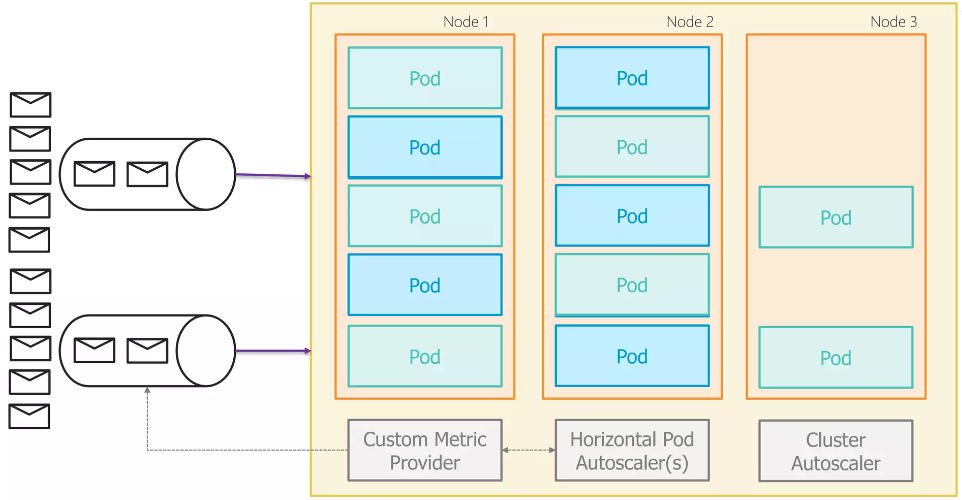 Node 1
Node 2
Node 3
Pod
Pod
Pod
Pod
Pod
Pod
Pod
Pod
Pod
Pod
Pod
Pod
Custom Metric
Provider
Horizontal Pod
Autoscaler(s)
Cluster
Autoscaler